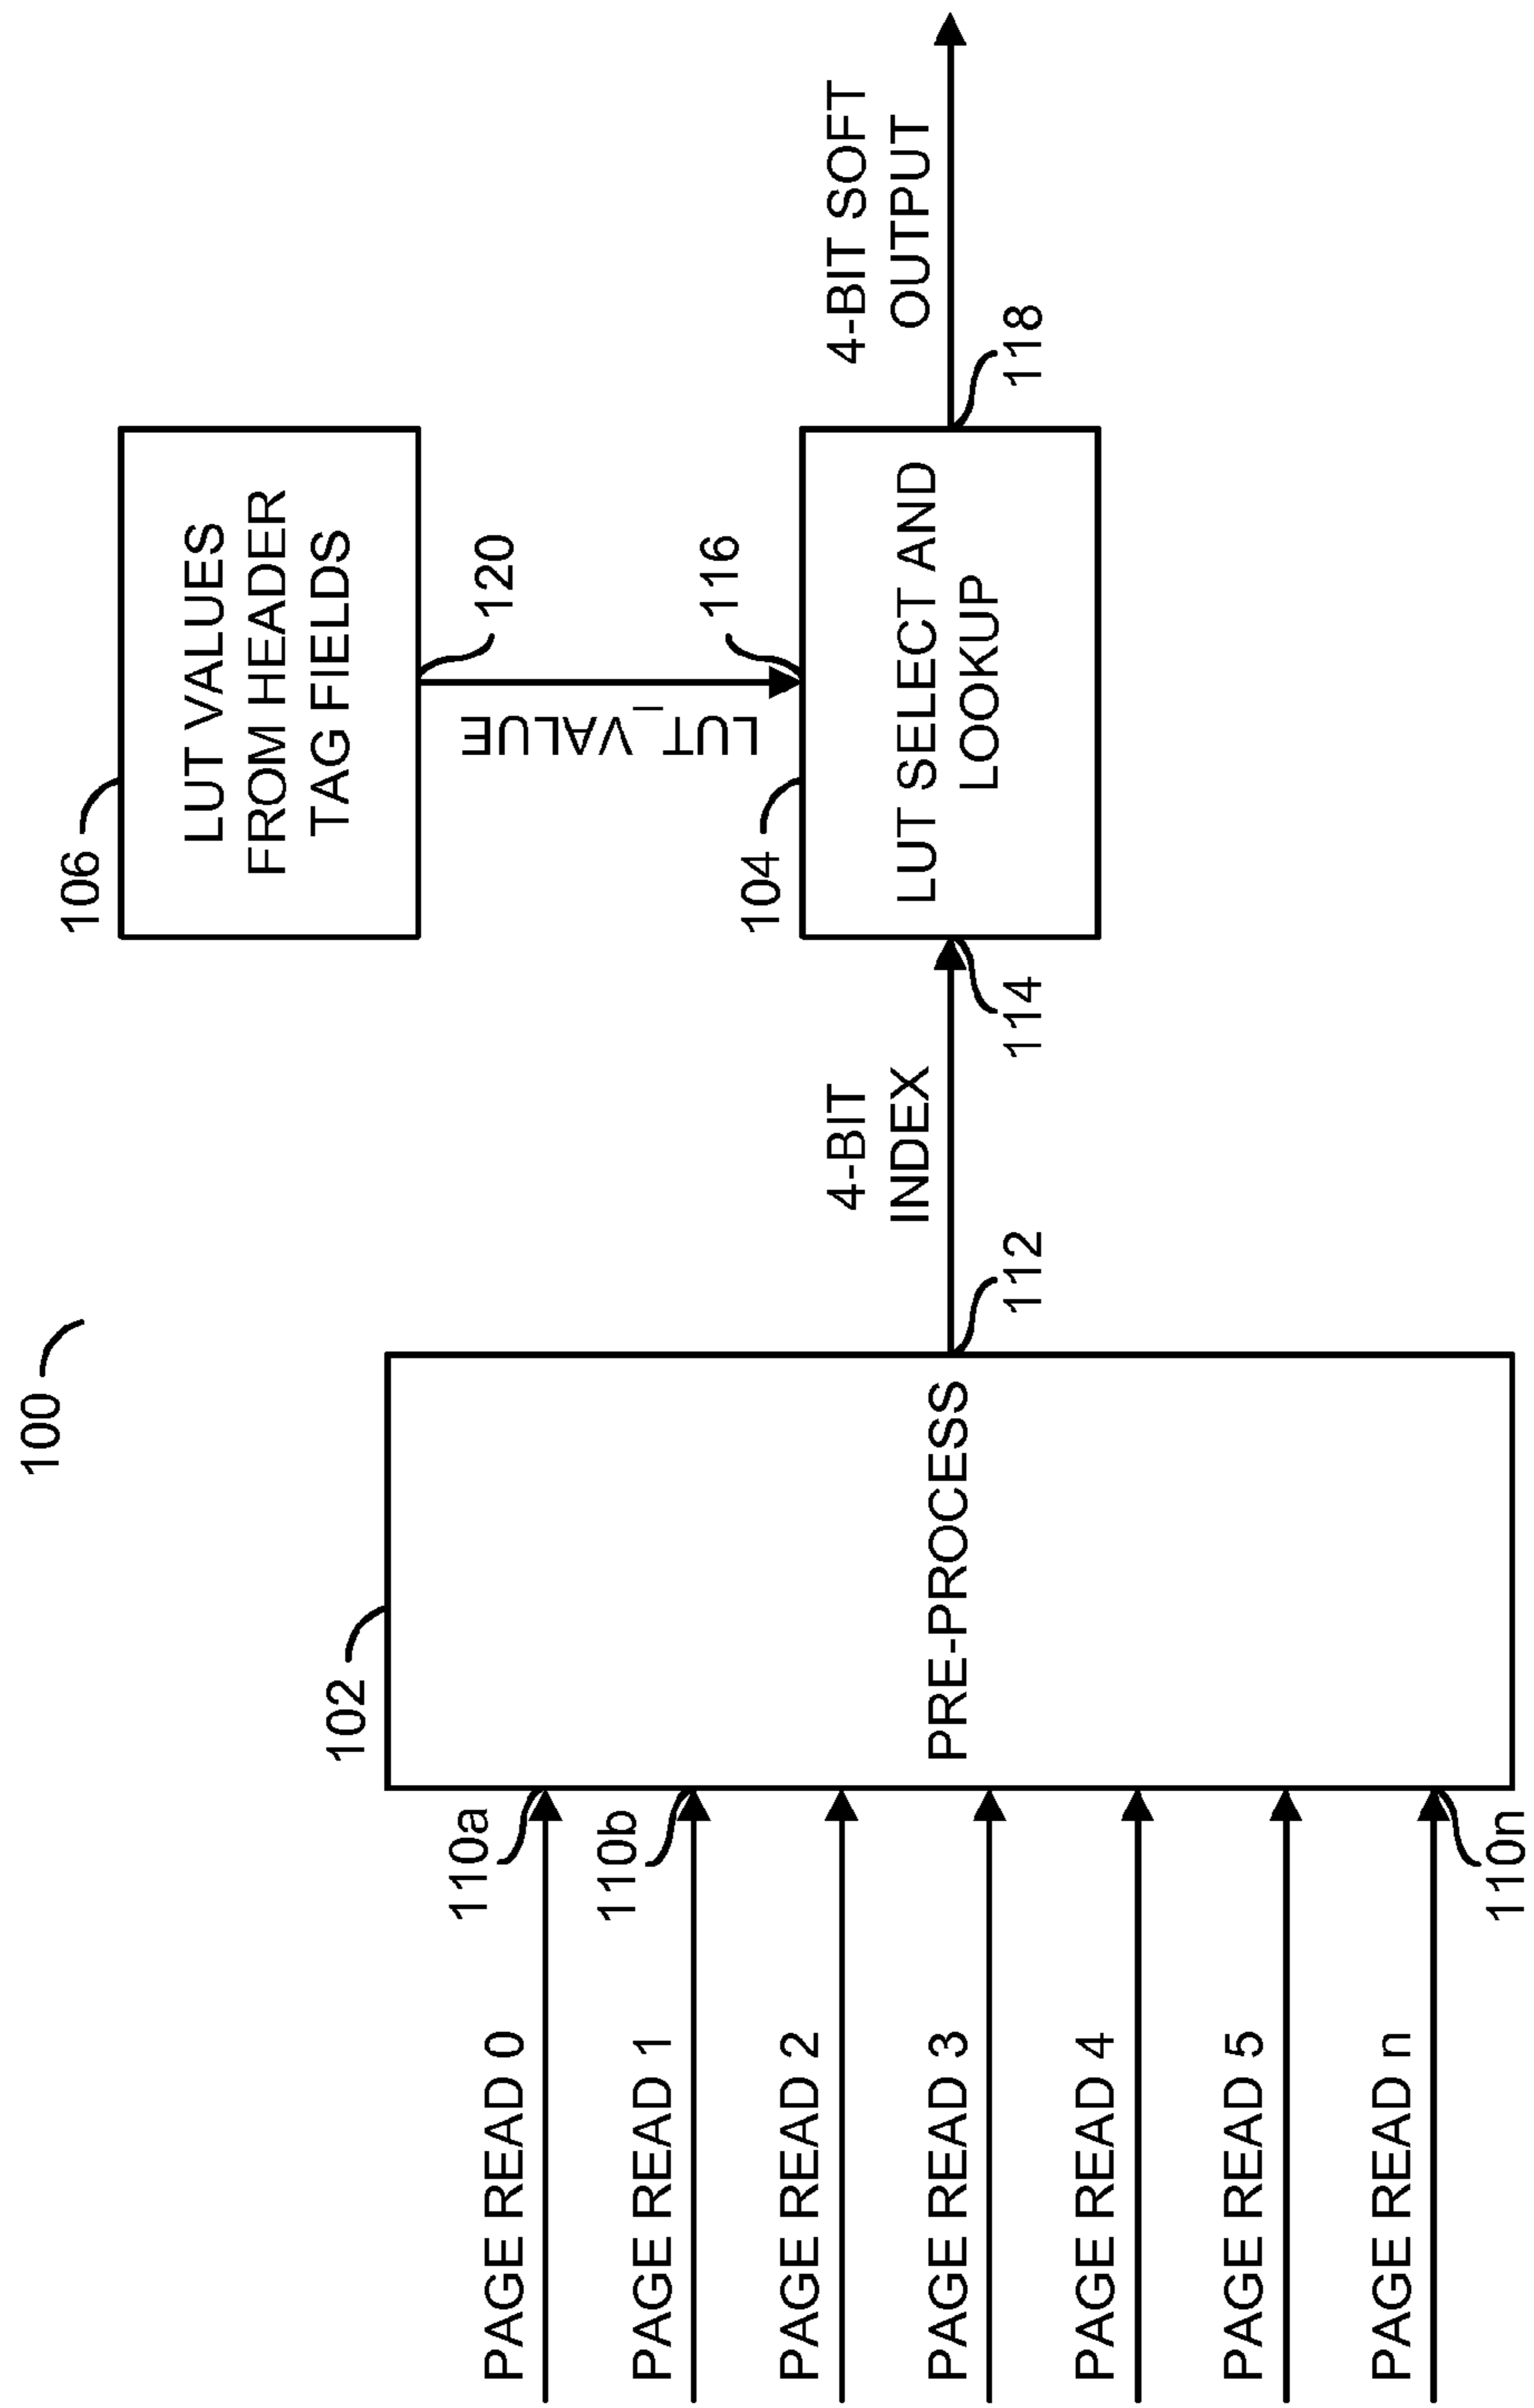 100
106
LUT VALUES
FROM HEADER
TAG FIELDS
120
LUT_VALUE
116
102
104
PAGE READ 0
110a
PAGE READ 1
110b
PAGE READ 2
PAGE READ 3
PAGE READ 4
PAGE READ 5
PAGE READ n
110n
PRE-PROCESS
112
4-BIT
INDEX
114
LUT SELECT AND
LOOKUP
118
4-BIT SOFT
OUTPUT